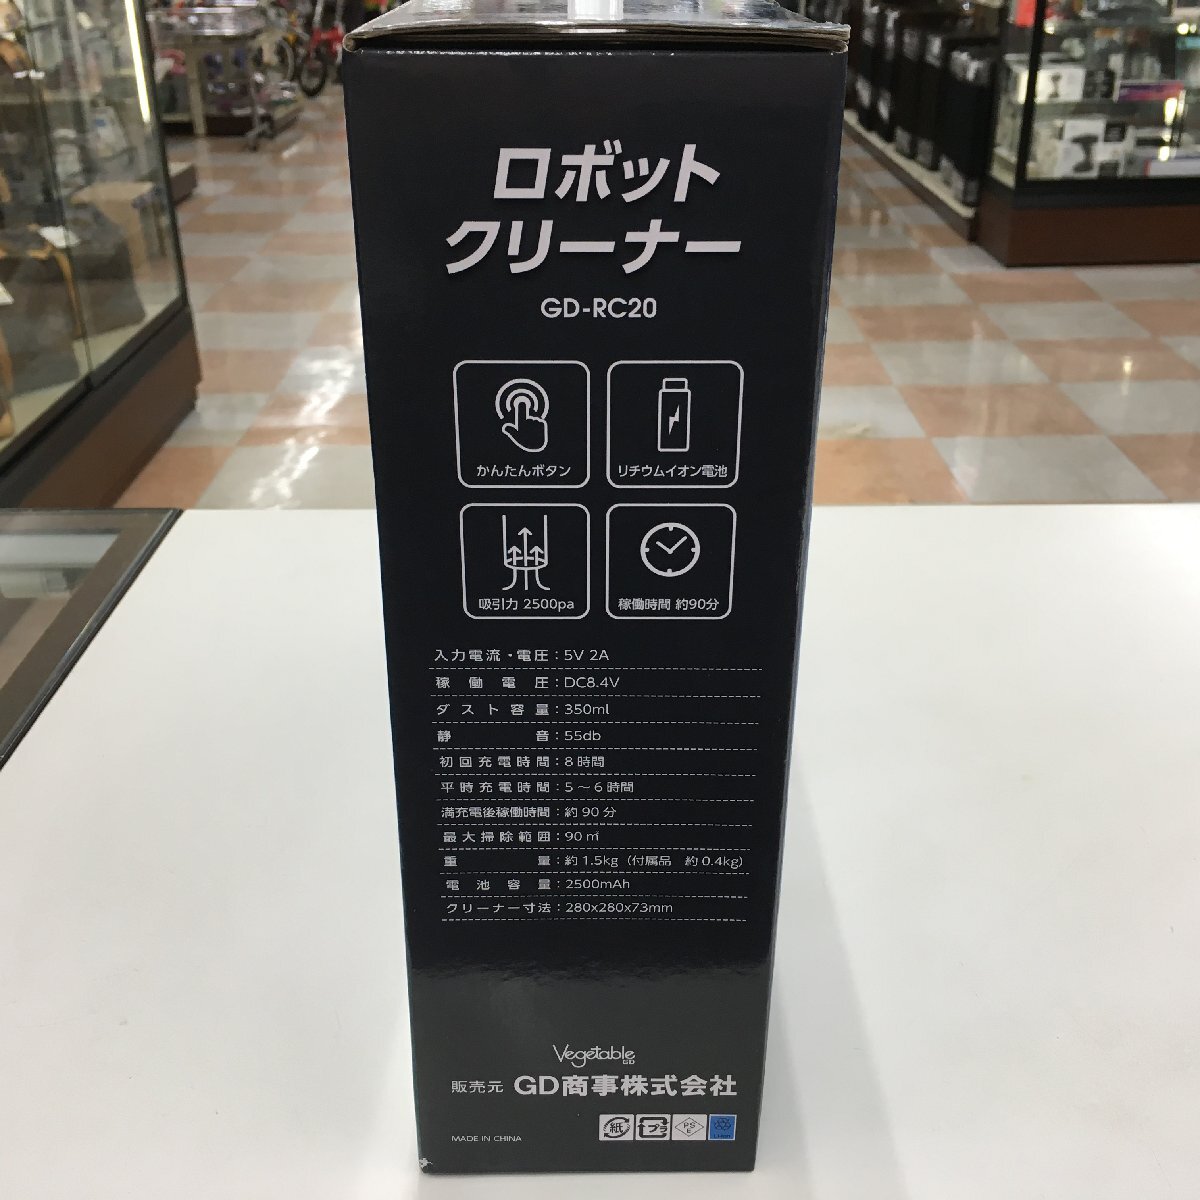 ロボット
クリーナー
GD-RC20
かんたんボタン
リチウムイオン電池
吸引力 2500pa
稼働時間 約90分
入力電流・電圧：5V 2A
稼働電圧：DC8.4V
ダスト容量：350ml
静音：55db
初回充電時間：8時間
平時充電時間：5～6時間
満充電後稼働時間：約90分
最大掃除範囲：90㎡
重量：約1.5kg（付属品 約0.4kg）
電池容量：2500mAh
クリーナー寸法：280x280x73mm
Vegetable
GD
販売元 GD商事株式会社
紙
プラ
PS
E
Li-ion
MADE IN CHINA